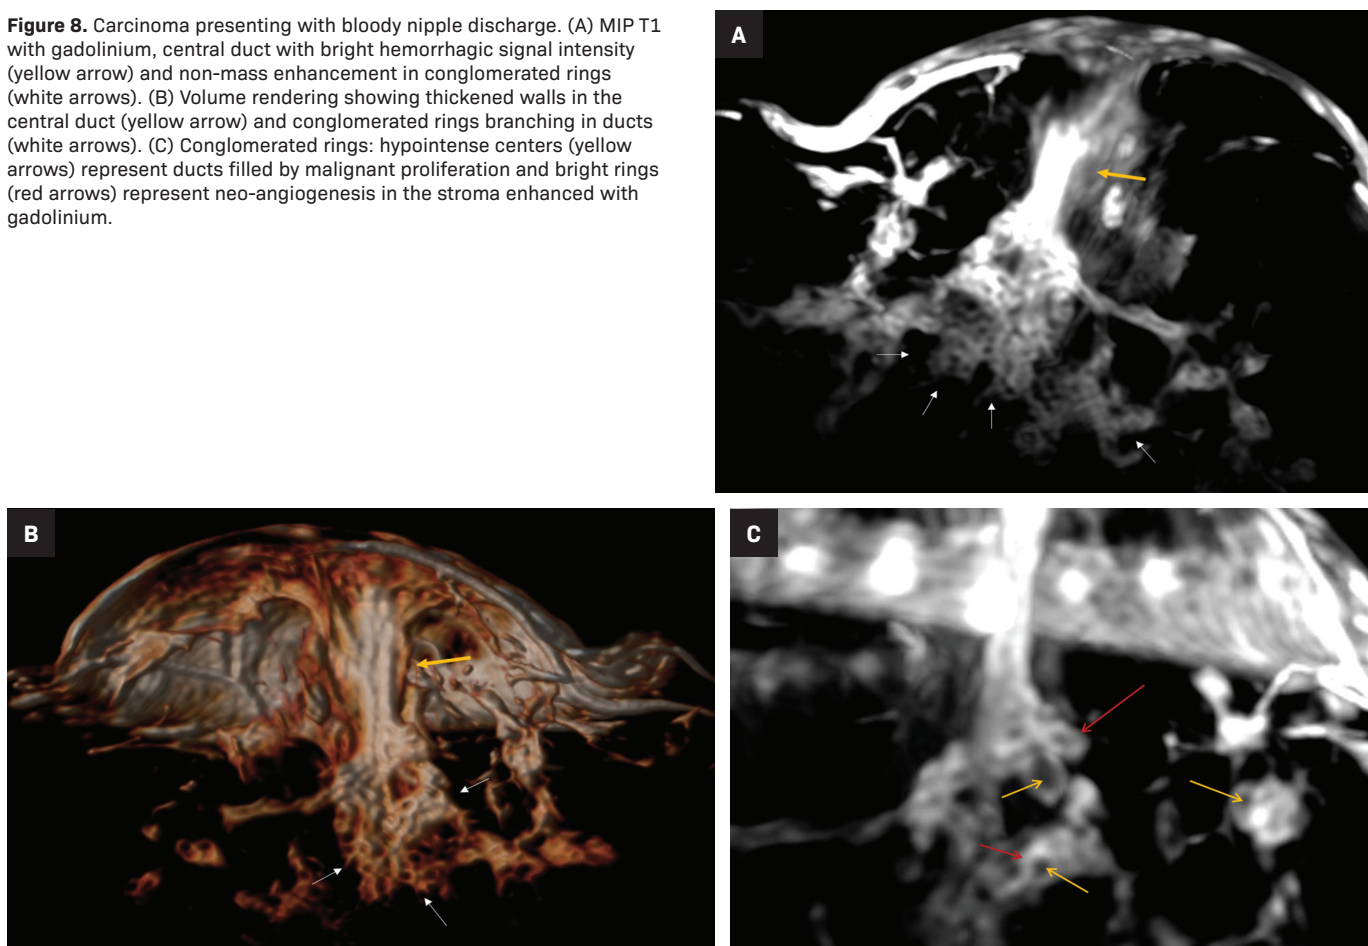 Figure 8. Carcinoma presenting with bloody nipple discharge. (A) MIP T1
with gadolinium, central duct with bright hemorrhagic signal intensity
(yellow arrow) and non-mass enhancement in conglomerated rings
(white arrows). (B) Volume rendering showing thickened walls in the
central duct (yellow arrow) and conglomerated rings branching in ducts
(white arrows). (C) Conglomerated rings: hypointense centers (yellow
arrows) represent ducts filled by malignant proliferation and bright rings
(red arrows) represent neo-angiogenesis in the stroma enhanced with
gadolinium.
A
B
C